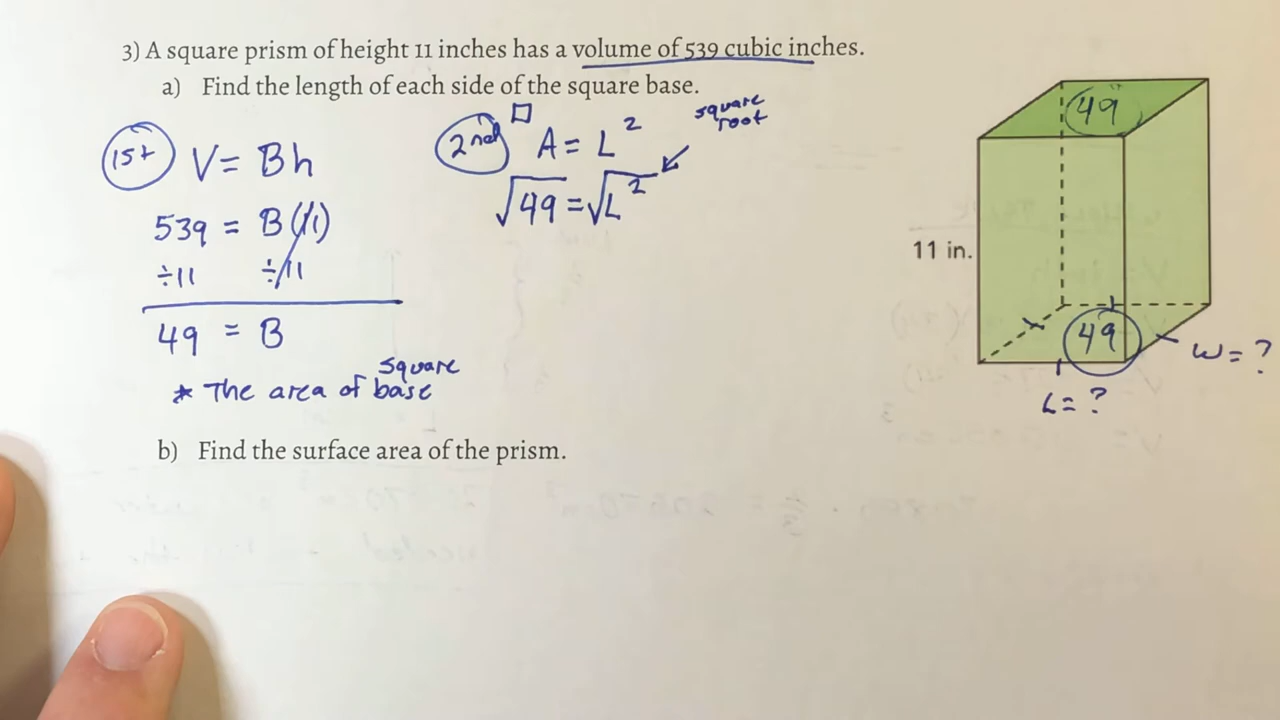 3) A square prism of height 11 inches has a volume of 539 cubic inches.
a) Find the length of each side of the square base.
1st V = Bh
539 = B(11)
÷11 ÷11
49 = B
* The area of square base
2nd □ A = L²
√49 = √L²
square root
49
11 in.
49
W = ?
L = ?
b) Find the surface area of the prism.